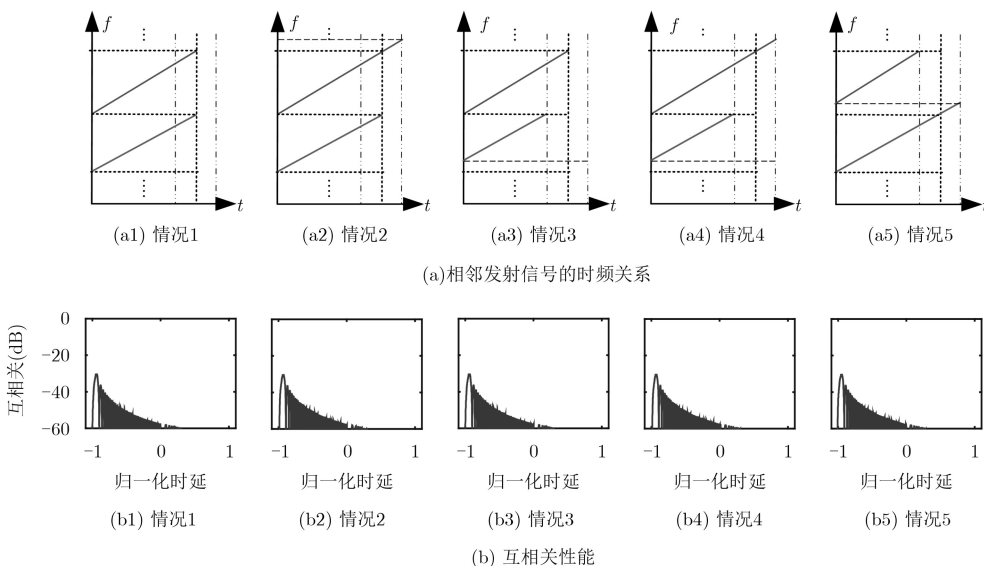 f f f f f
⋮ ⋮ ⋮ ⋮ ⋮
⋮ ⋮ ⋮ ⋮ ⋮
t t t t t
(a1) 情况1 (a2) 情况2 (a3) 情况3 (a4) 情况4 (a5) 情况5
(a)相邻发射信号的时频关系
互相关(dB)
0
−20
−40
−60
−1 0 1 −1 0 1 −1 0 1 −1 0 1 −1 0 1
归一化时延 归一化时延 归一化时延 归一化时延 归一化时延
(b1) 情况1 (b2) 情况2 (b3) 情况3 (b4) 情况4 (b5) 情况5
(b) 互相关性能